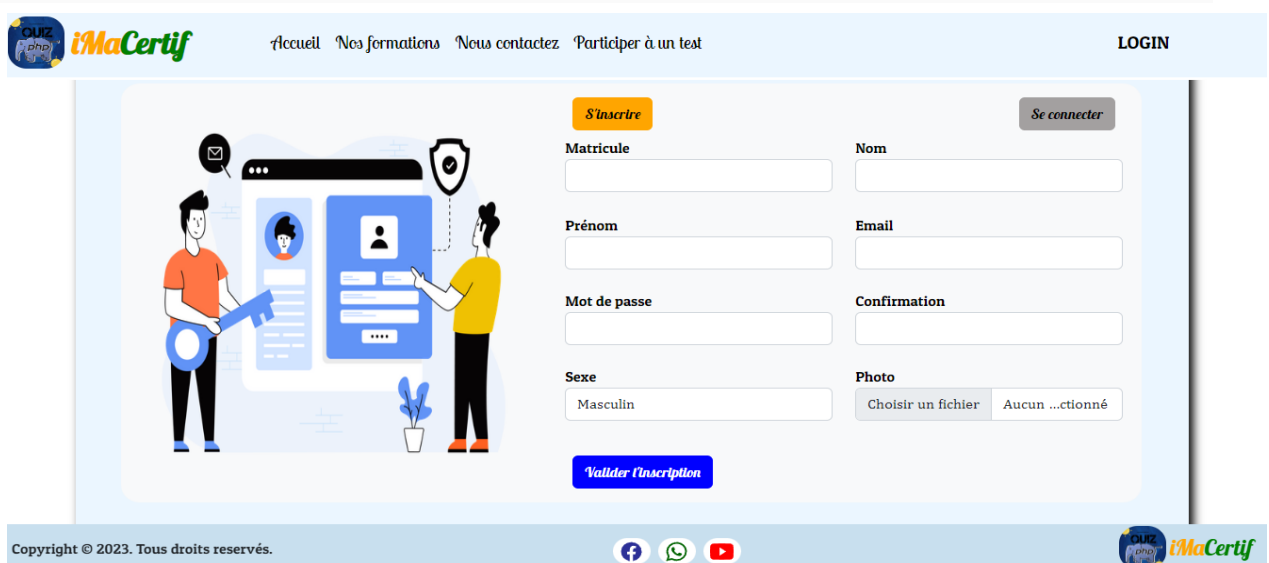 QUIZ
php
iMaCertif
Accueil Nos formations Nous contactez Participer à un test
LOGIN
S'inscrire
Se connecter
Matricule
Nom
Prénom
Email
Mot de passe
Confirmation
Sexe
Photo
Masculin
Choisir un fichier Aucun ...ctionné
Valider l'inscription
Copyright © 2023. Tous droits reservés.
QUIZ
php
iMaCertif